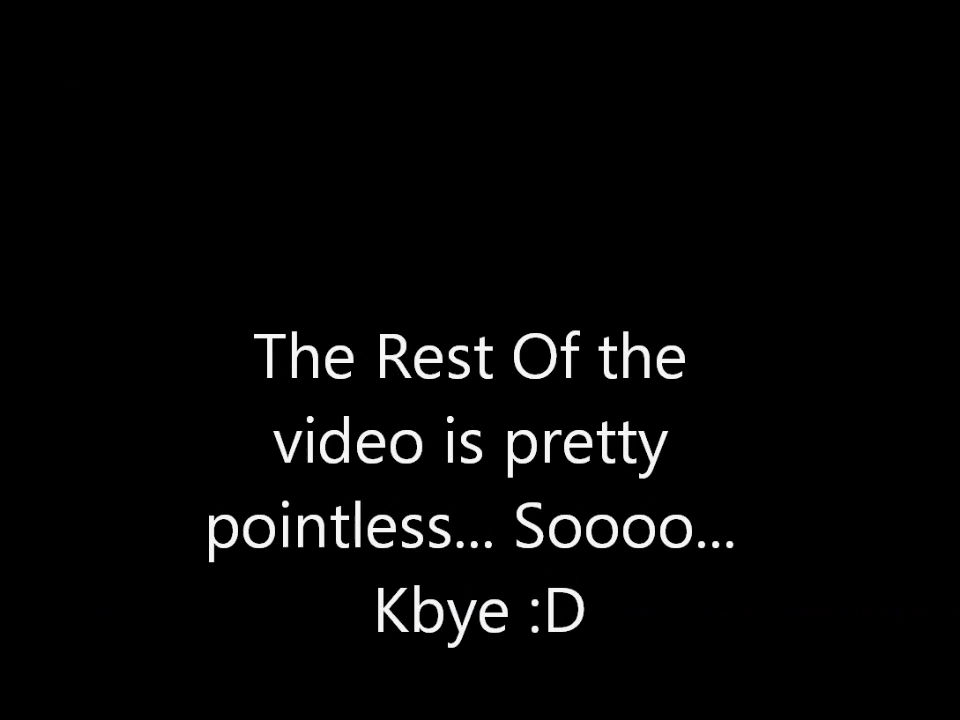 The Rest Of the
video is pretty
pointless... Soooo...
Kbye :D